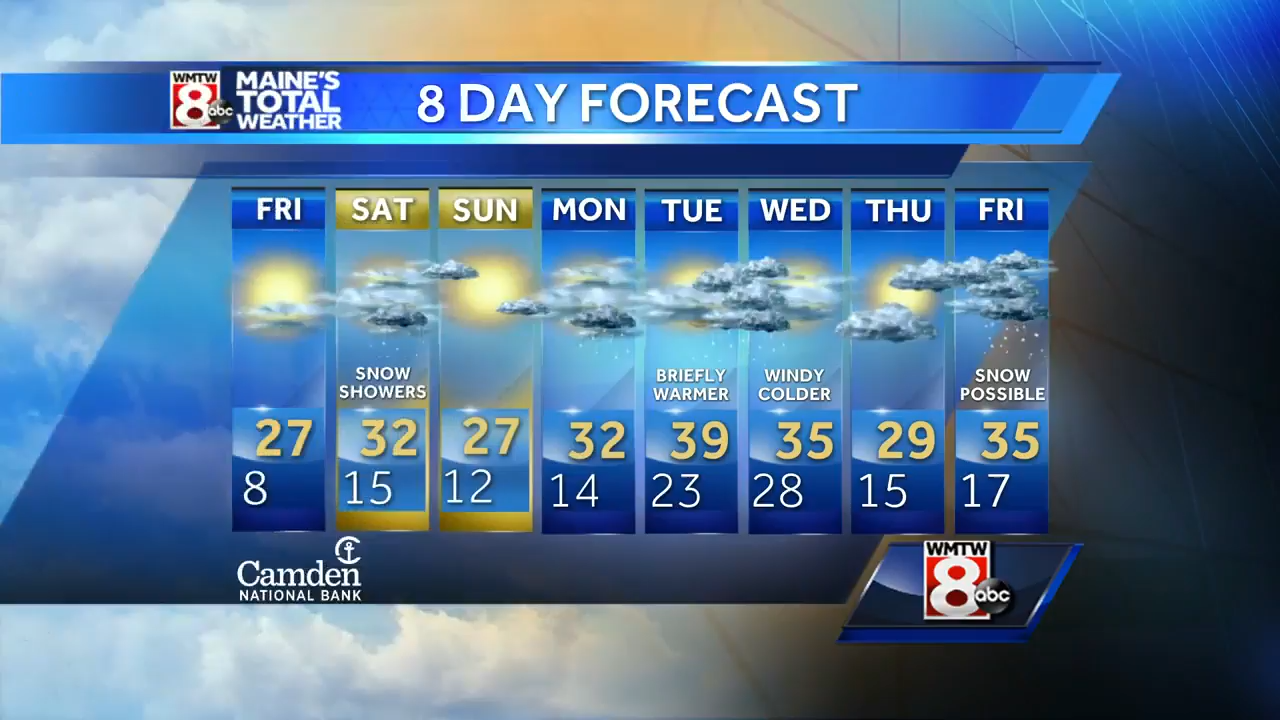 WMTW
8
abc
MAINE'S
TOTAL
WEATHER
8 DAY FORECAST
FRI SAT SUN MON TUE WED THU FRI
SNOW
SHOWERS
BRIEFLY
WARMER
WINDY
COLDER
SNOW
POSSIBLE
27 32 27 32 39 35 29 35
8 15 12 14 23 28 15 17
Camden
NATIONAL BANK
WMTW
8
abc